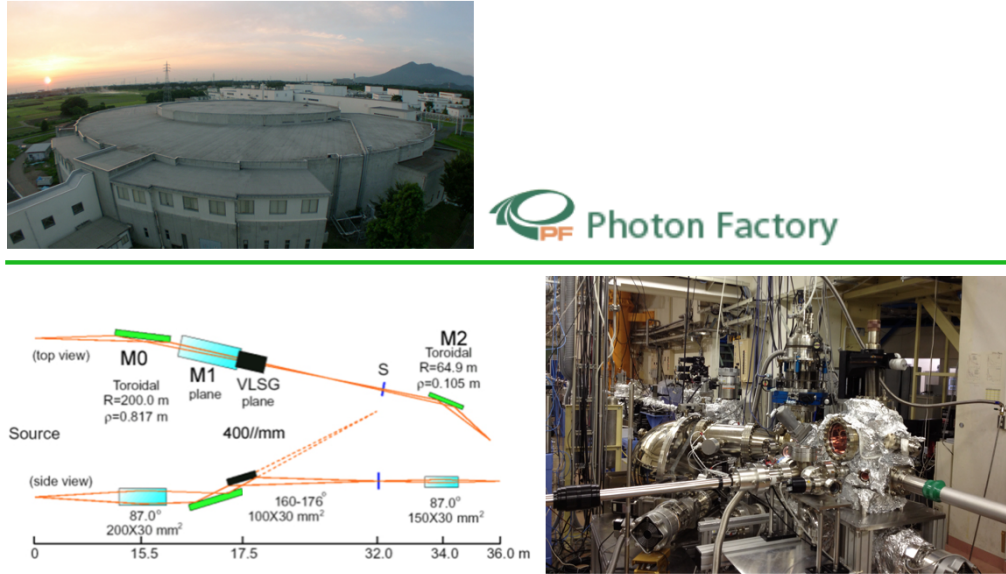 PF Photon Factory
(top view)
M0
Toroidal
R=200.0 m
ρ=0.817 m
M1
plane
VLSG
plane
400//mm
S
M2
Toroidal
R=64.9 m
ρ=0.105 m
Source
(side view)
87.0°
200X30 mm²
160-176°
100X30 mm²
87.0°
150X30 mm²
0 15.5 17.5 32.0 34.0 36.0 m